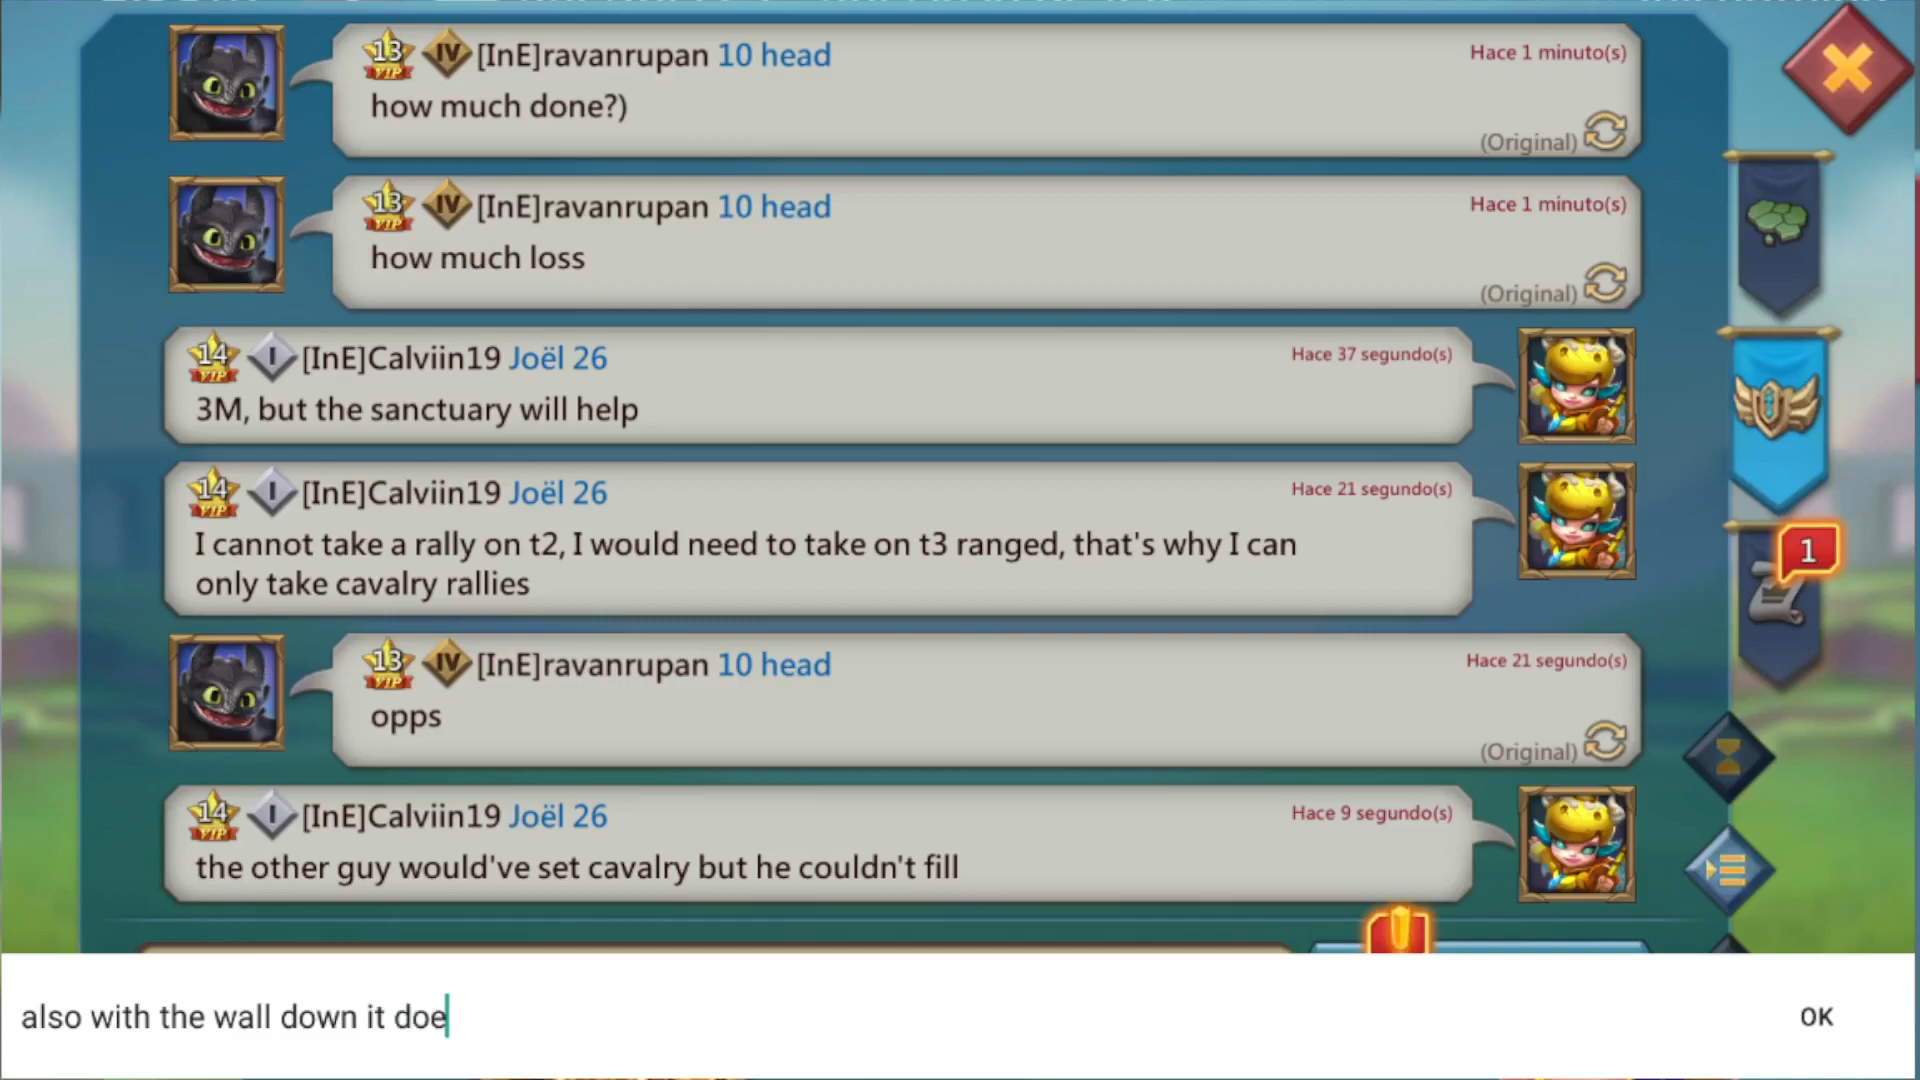 13 VIP IV [InE]ravanrupan 10 head Hace 1 minuto(s)
how much done?)
(Original)
13 VIP IV [InE]ravanrupan 10 head Hace 1 minuto(s)
how much loss
(Original)
14 VIP I [InE]Calviin19 Joël 26 Hace 37 segundo(s)
3M, but the sanctuary will help
14 VIP I [InE]Calviin19 Joël 26 Hace 21 segundo(s)
I cannot take a rally on t2, I would need to take on t3 ranged, that's why I can
only take cavalry rallies
1
13 VIP IV [InE]ravanrupan 10 head Hace 21 segundo(s)
opps
(Original)
14 VIP I [InE]Calviin19 Joël 26 Hace 9 segundo(s)
the other guy would've set cavalry but he couldn't fill
also with the wall down it doe
OK